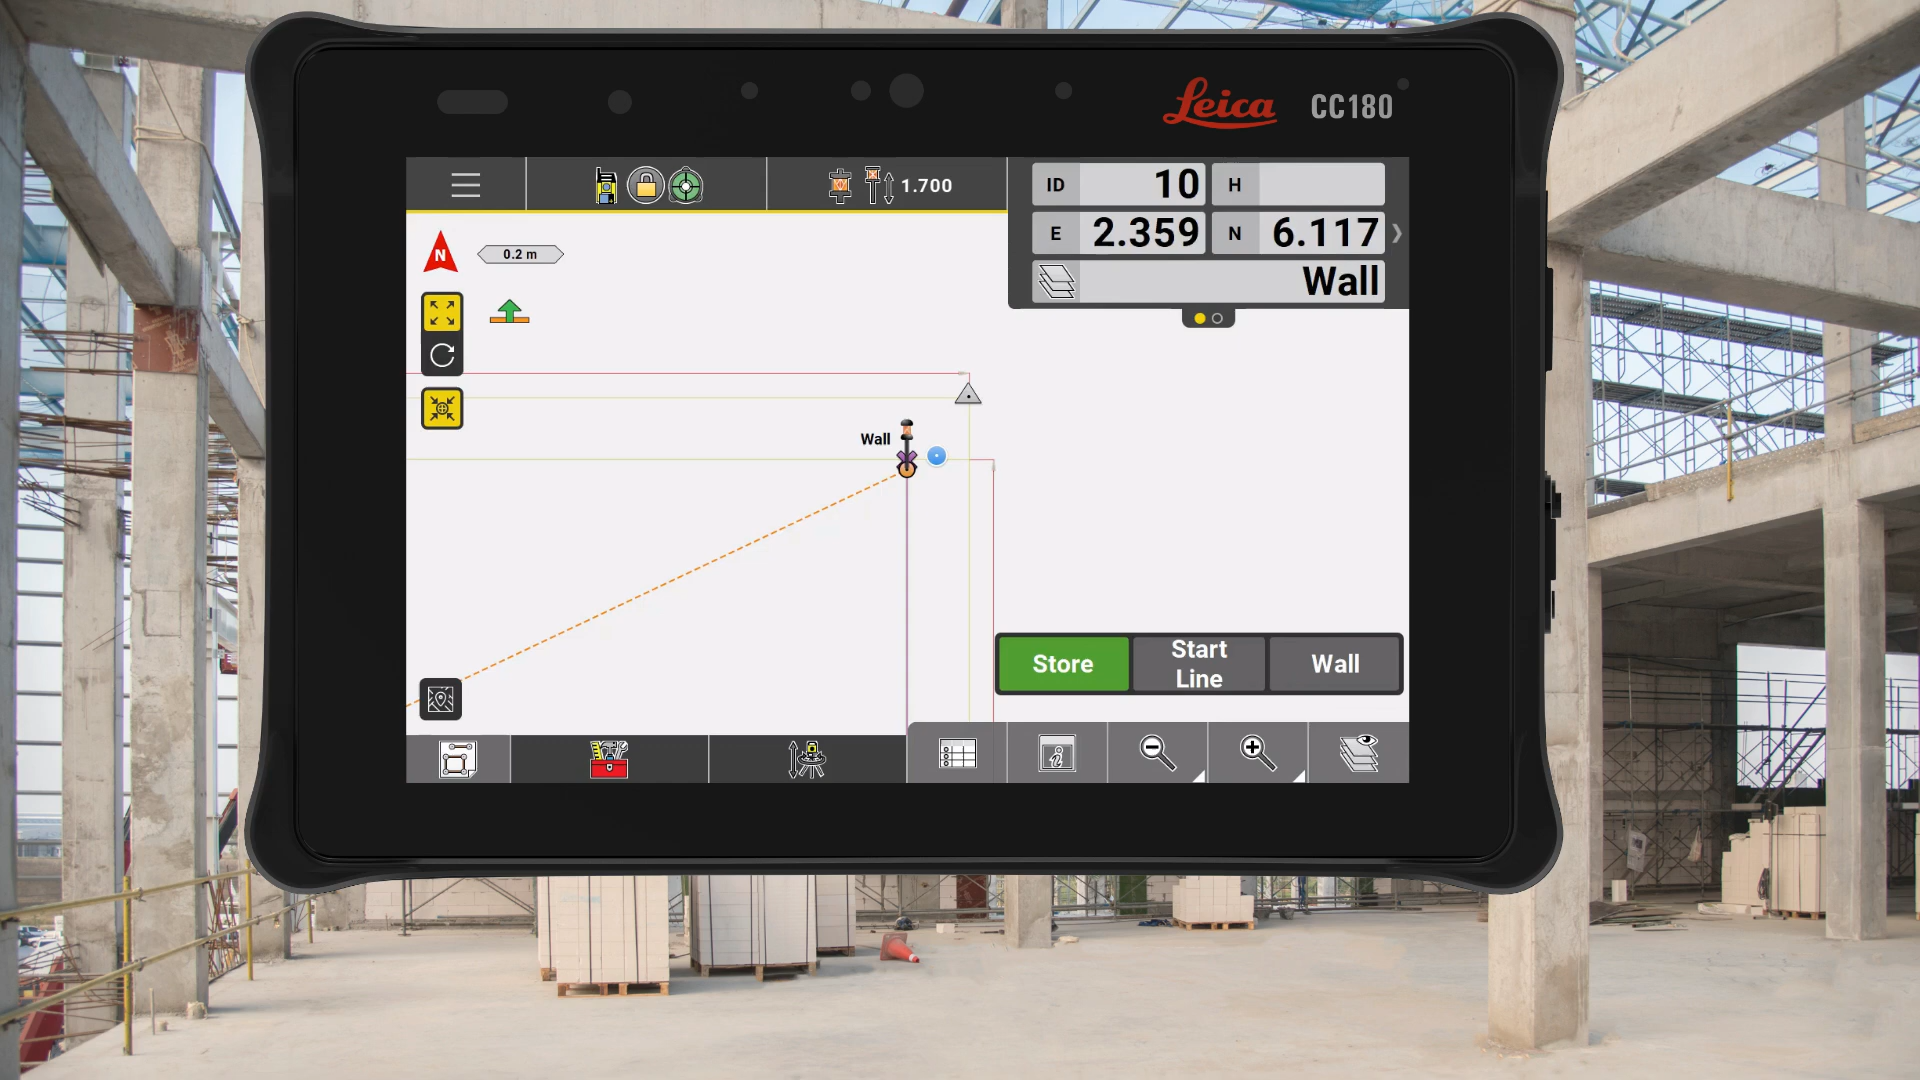 Leica CC180
1.700
ID 10 H
E 2.359 N 6.117
Wall
N 0.2 m
Wall
Store
Start
Line
Wall